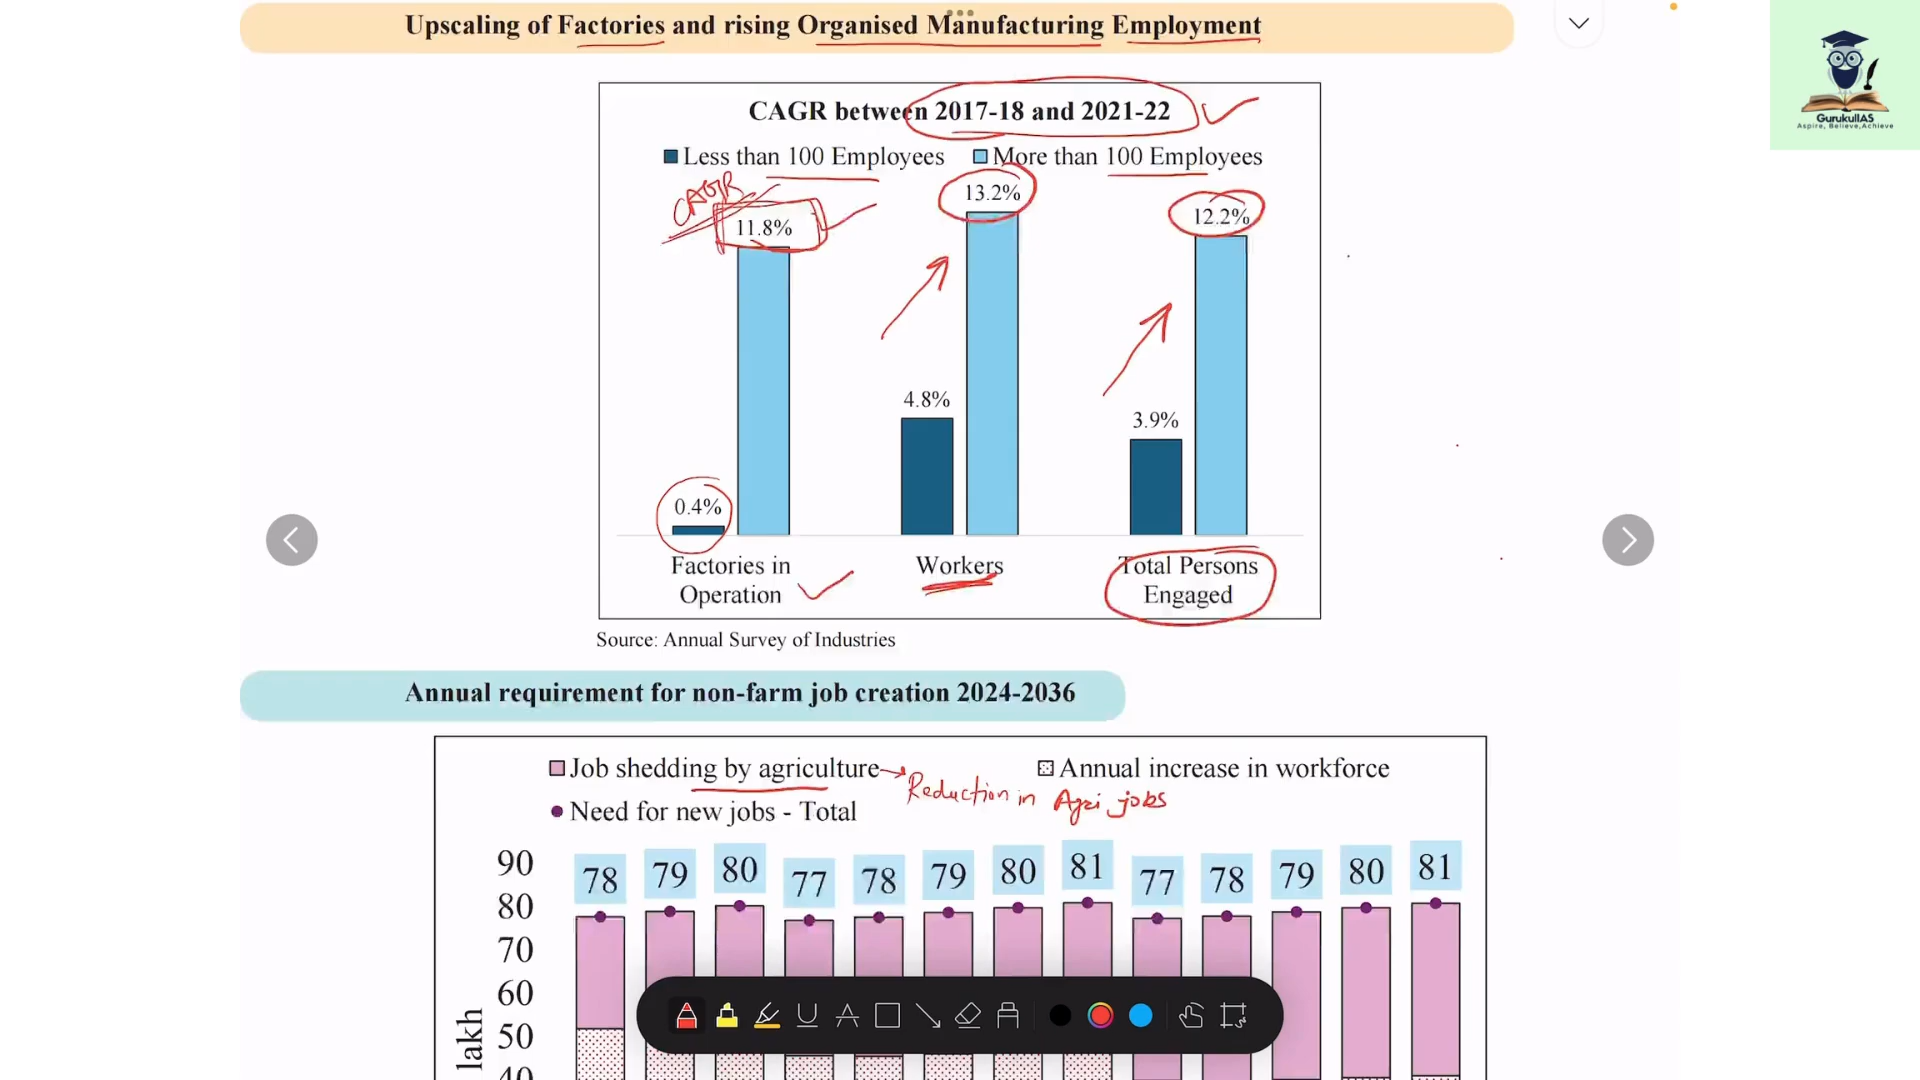 Upscaling of Factories and rising Organised Manufacturing Employment
GurukulIAS
Aspire, Believe,Achieve
CAGR between 2017-18 and 2021-22
Less than 100 Employees More than 100 Employees
CAGR
11.8% 13.2% 12.2%
4.8% 3.9%
0.4%
Factories in Operation Workers Total Persons Engaged
Source: Annual Survey of Industries
Annual requirement for non-farm job creation 2024-2036
Job shedding by agriculture Annual increase in workforce
Reduction in Agri jobs
Need for new jobs - Total
78 79 80 77 78 79 80 81 77 78 79 80 81
90
80
70
60
50
40
lakh